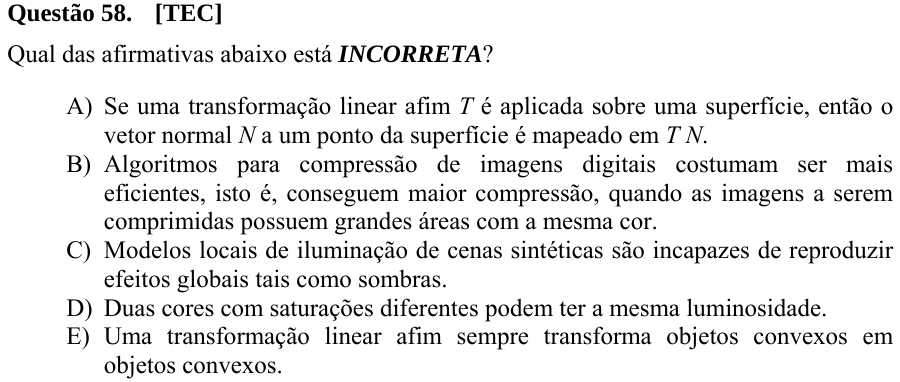 Questão 58. [TEC]
Qual das afirmativas abaixo está INCORRETA?
A) Se uma transformação linear afim T é aplicada sobre uma superfície, então o
vetor normal N a um ponto da superfície é mapeado em T N.
B) Algoritmos para compressão de imagens digitais costumam ser mais
eficientes, isto é, conseguem maior compressão, quando as imagens a serem
comprimidas possuem grandes áreas com a mesma cor.
C) Modelos locais de iluminação de cenas sintéticas são incapazes de reproduzir
efeitos globais tais como sombras.
D) Duas cores com saturações diferentes podem ter a mesma luminosidade.
E) Uma transformação linear afim sempre transforma objetos convexos em
objetos convexos.